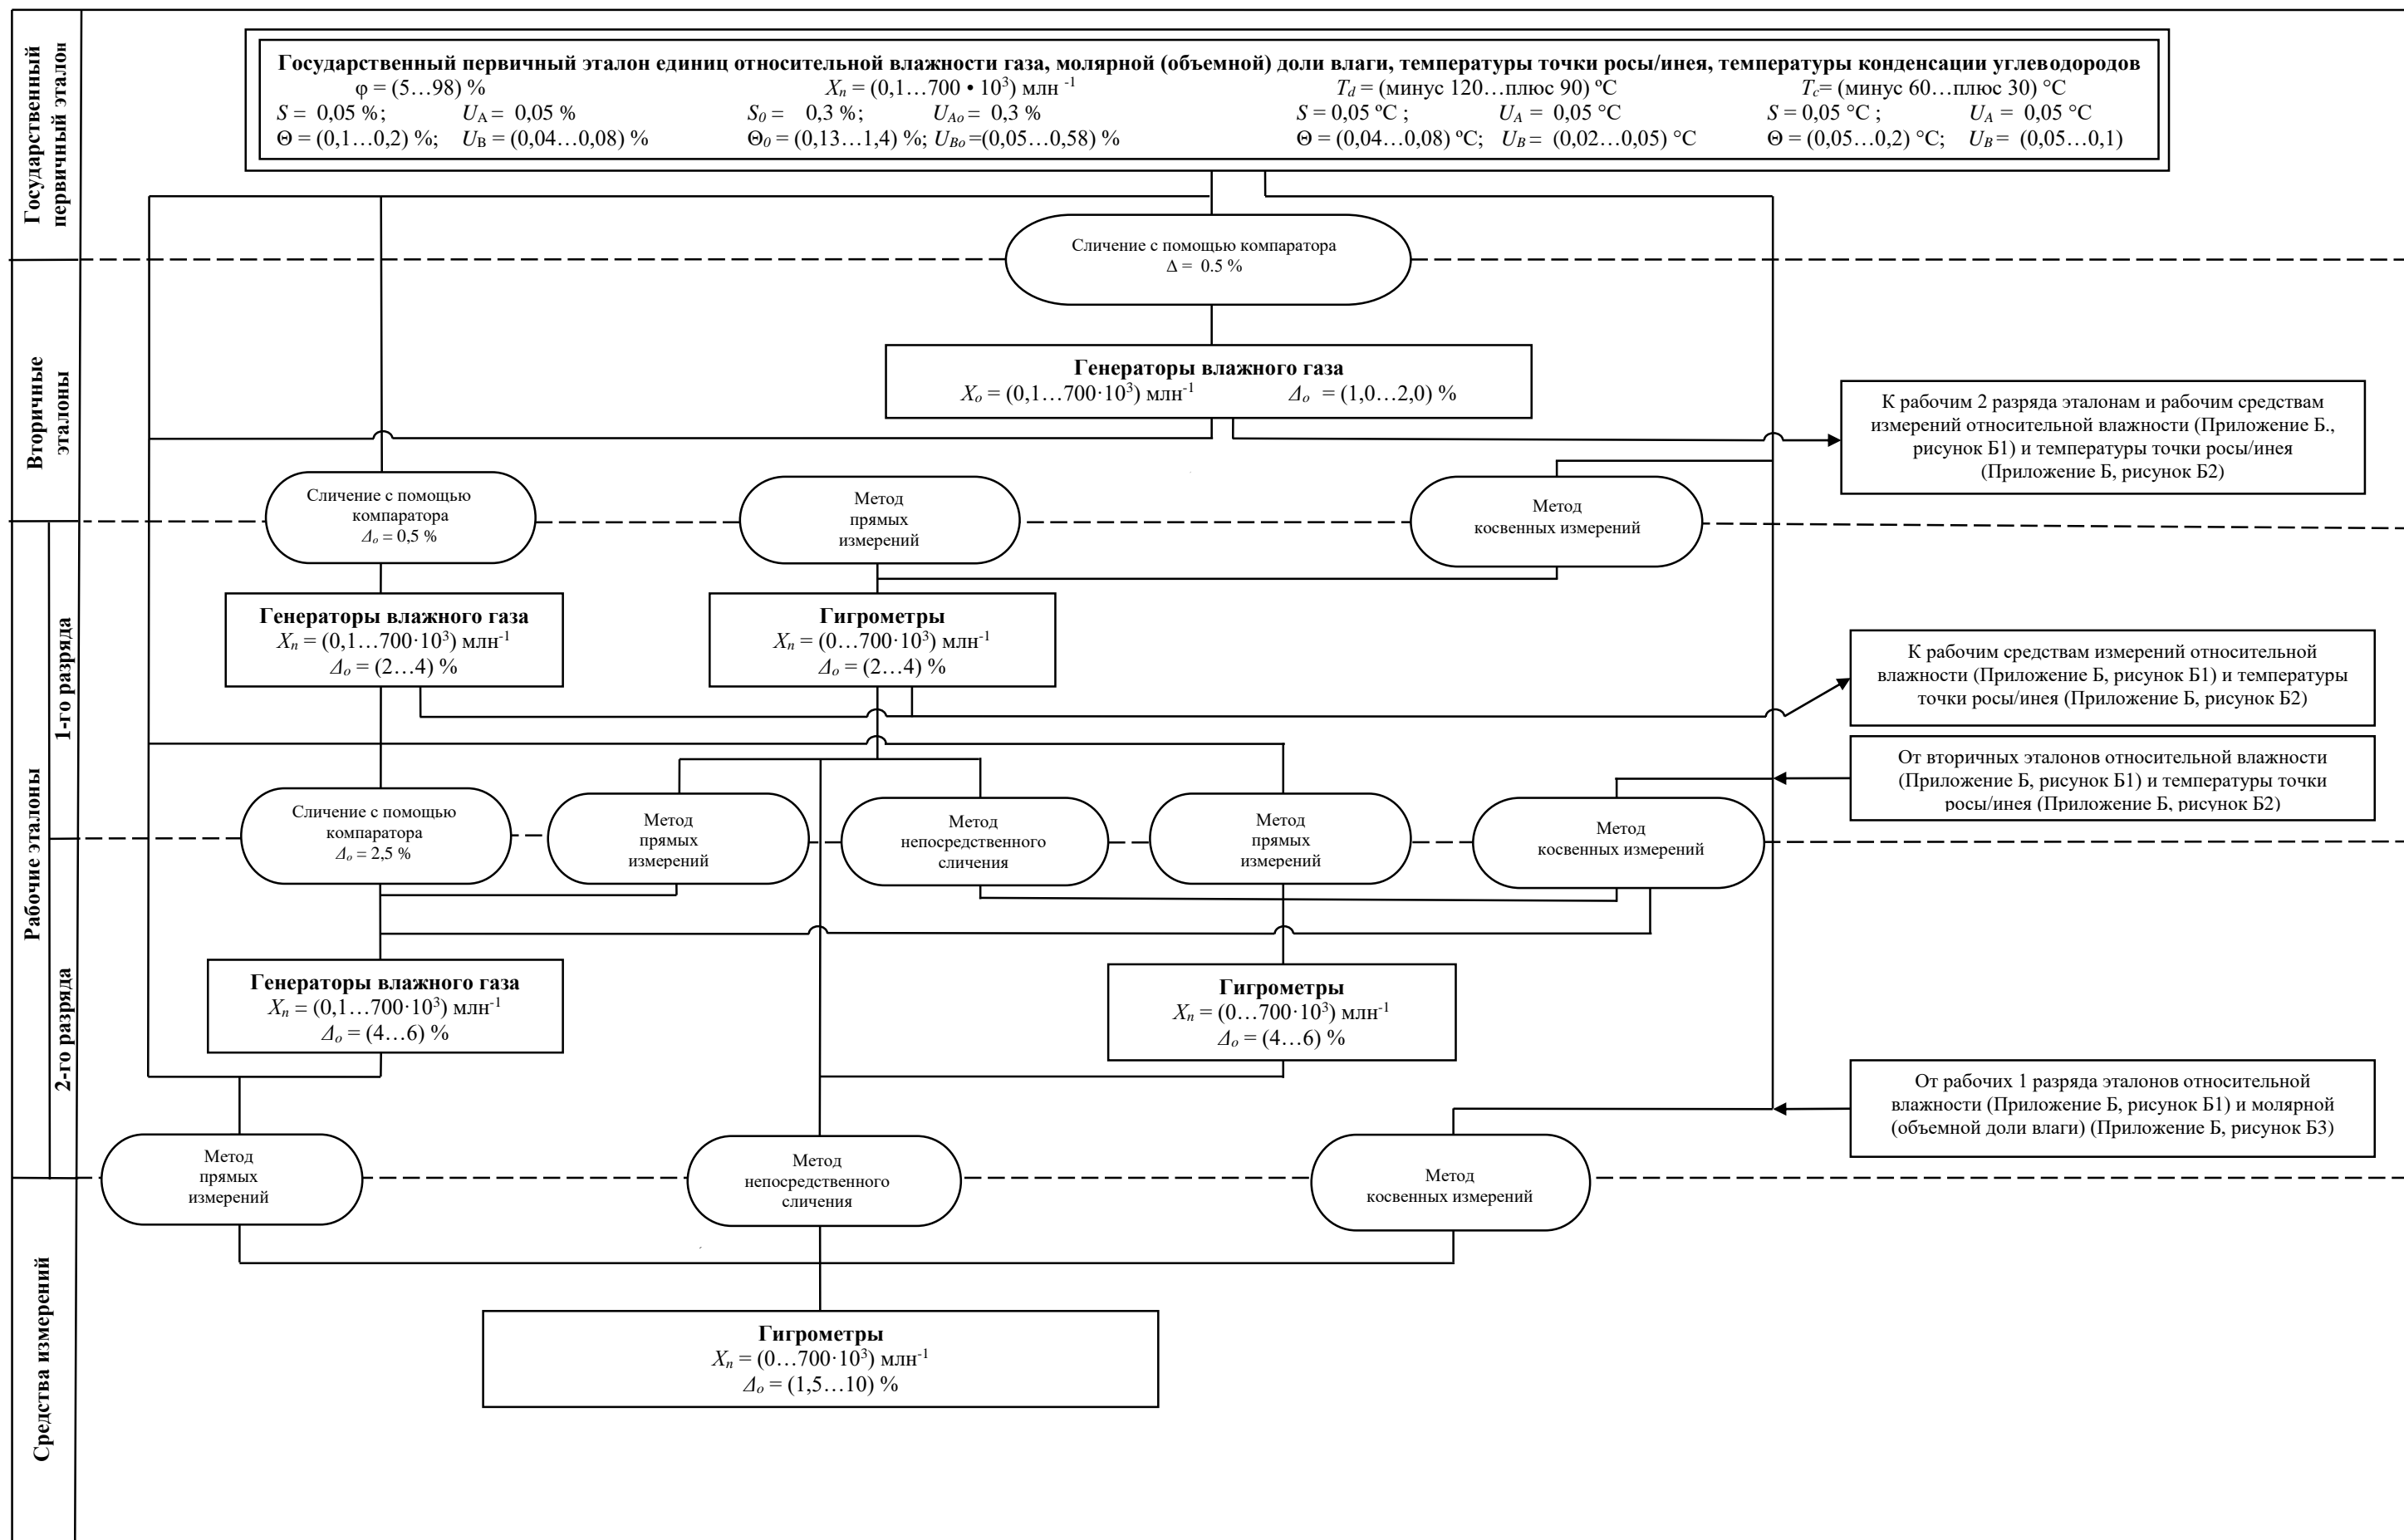 Государственный
первичный эталон
Государственный первичный эталон единиц относительной влажности газа, молярной (объемной) доли влаги, температуры точки росы/инея, температуры конденсации углеводородов
φ = (5…98) % Xn = (0,1…700 • 10³) млн ⁻¹ Td = (минус 120…плюс 90) ºС Tc= (минус 60…плюс 30) °С
S = 0,05 %; UА = 0,05 % S0 = 0,3 %; UAo = 0,3 % S = 0,05 ºС ; UA = 0,05 °С S = 0,05 °С ; UA = 0,05 °С
Θ = (0,1…0,2) %; UВ = (0,04…0,08) % Θ0 = (0,13…1,4) %; UBo =(0,05…0,58) % Θ = (0,04…0,08) ºС; UB = (0,02…0,05) °С Θ = (0,05…0,2) °С; UB = (0,05…0,1)
Сличение с помощью компаратора
Δ = 0.5 %
Вторичные
эталоны
Генераторы влажного газа
Xo = (0,1…700·10³) млн⁻¹ Δo = (1,0…2,0) %
К рабочим 2 разряда эталонам и рабочим средствам
измерений относительной влажности (Приложение Б.,
рисунок Б1) и температуры точки росы/инея
(Приложение Б, рисунок Б2)
Сличение с помощью
компаратора
Δo = 0,5 %
Метод
прямых
измерений
Метод
косвенных измерений
Рабочие эталоны
1-го разряда
Генераторы влажного газа
Xn = (0,1…700·10³) млн⁻¹
Δo = (2…4) %
Гигрометры
Xn = (0…700·10³) млн⁻¹
Δo = (2…4) %
К рабочим средствам измерений относительной
влажности (Приложение Б, рисунок Б1) и температуры
точки росы/инея (Приложение Б, рисунок Б2)
От вторичных эталонов относительной влажности
(Приложение Б, рисунок Б1) и температуры точки
росы/инея (Приложение Б, рисунок Б2)
Сличение с помощью
компаратора
Δo = 2,5 %
Метод
прямых
измерений
Метод
непосредственного
сличения
Метод
прямых
измерений
Метод
косвенных измерений
2-го разряда
Генераторы влажного газа
Xn = (0,1…700·10³) млн⁻¹
Δo = (4…6) %
Гигрометры
Xn = (0…700·10³) млн⁻¹
Δo = (4…6) %
От рабочих 1 разряда эталонов относительной
влажности (Приложение Б, рисунок Б1) и молярной
(объемной доли влаги) (Приложение Б, рисунок Б3)
Метод
прямых
измерений
Метод
непосредственного
сличения
Метод
косвенных измерений
Средства измерений
Гигрометры
Xn = (0…700·10³) млн⁻¹
Δo = (1,5…10) %